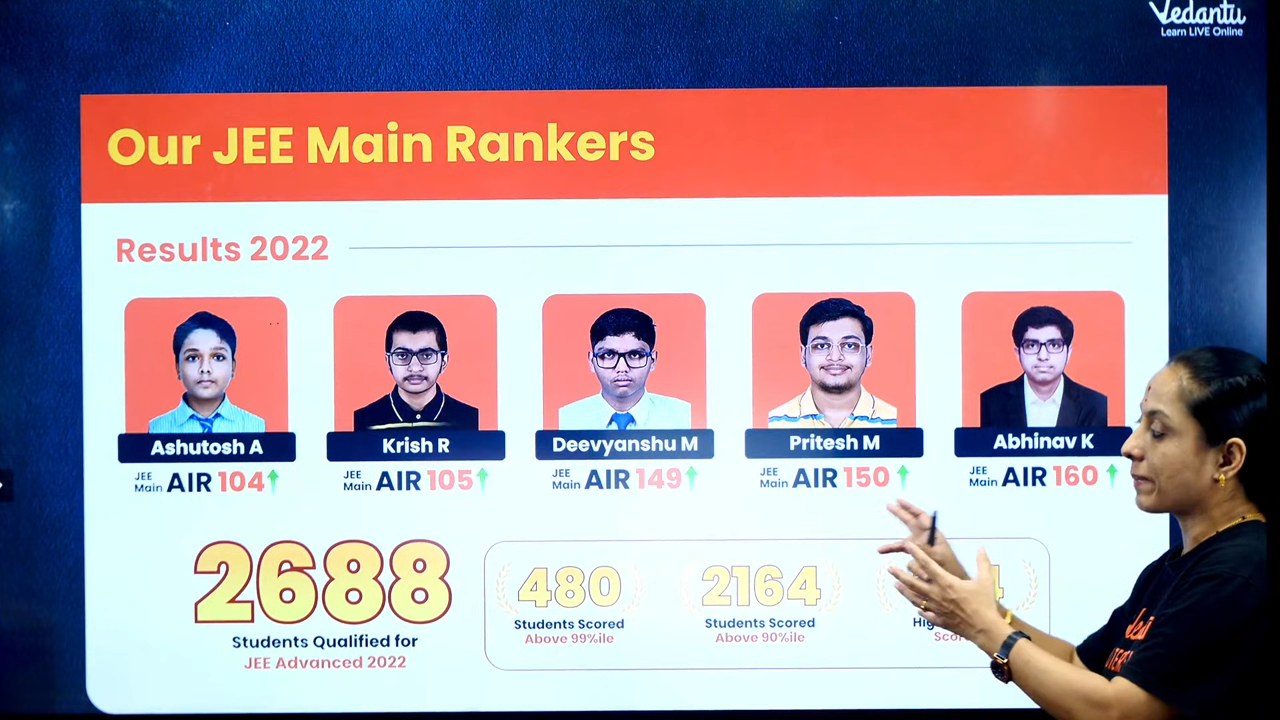 Vedantu
Learn LIVE Online
Our JEE Main Rankers
Results 2022
Ashutosh A
JEE Main AIR 104
Krish R
JEE Main AIR 105
Deevyanshu M
JEE Main AIR 149
Pritesh M
JEE Main AIR 150
Abhinav K
JEE Main AIR 160
2688
Students Qualified for
JEE Advanced 2022
480
Students Scored
Above 99%ile
2164
Students Scored
Above 90%ile